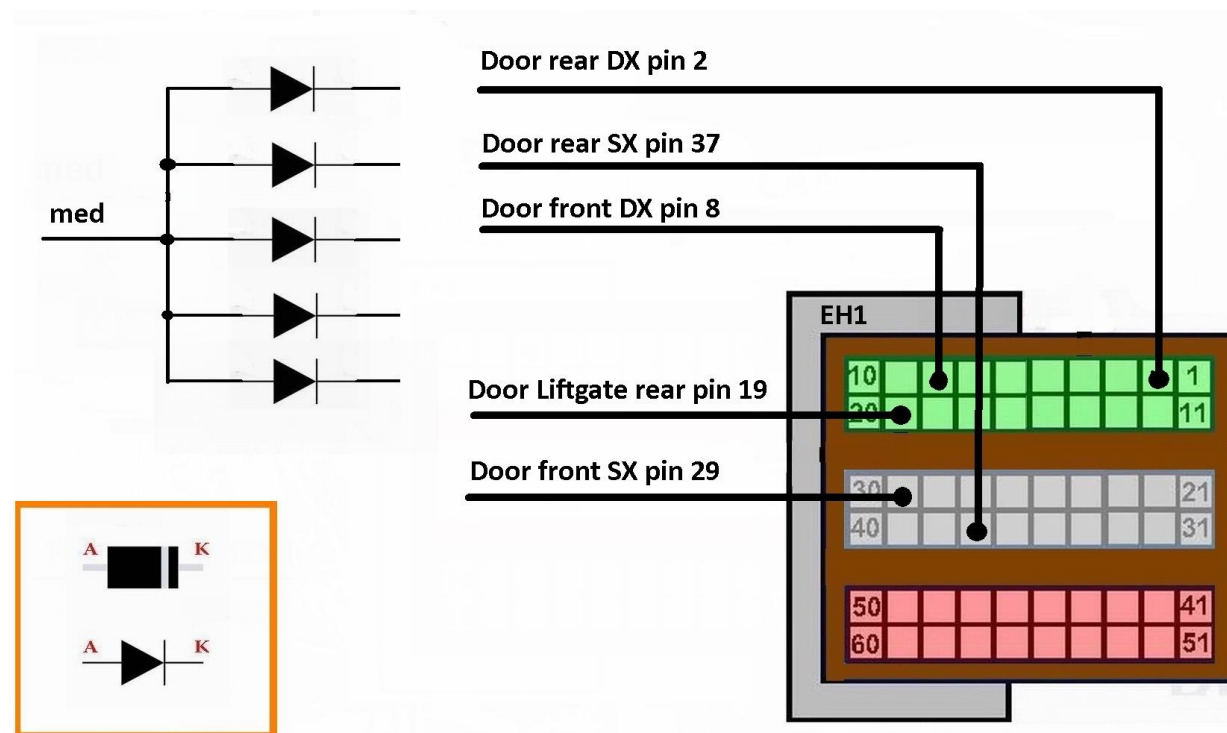 Door rear DX pin 2
Door rear SX pin 37
med
Door front DX pin 8
EH1
10 1
20 11
Door Liftgate rear pin 19
Door front SX pin 29
30 21
40 31
A K
A K
50 41
60 51